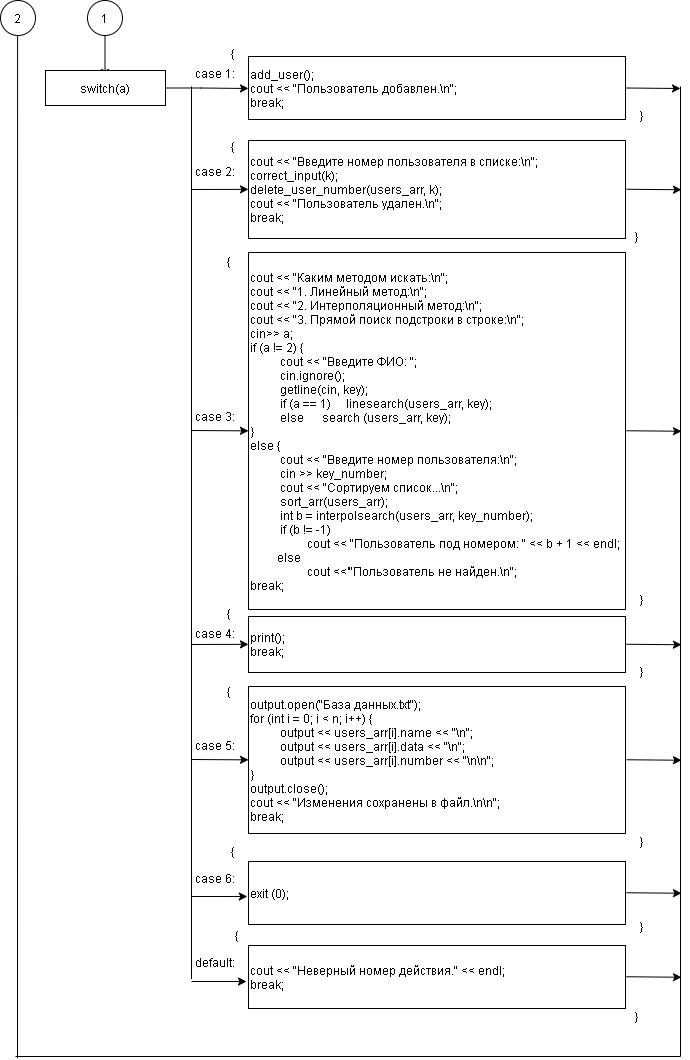 2
1
switch(a)
{
case 1:
add_user();
cout << "Пользователь добавлен.\n";
break;
}
{
case 2:
cout << "Введите номер пользователя в списке:\n";
correct_input(k);
delete_user_number(users_arr, k);
cout << "Пользователь удален.\n";
break;
}
{
case 3:
cout << "Каким методом искать:\n";
cout << "1. Линейный метод:\n";
cout << "2. Интерполяционный метод:\n";
cout << "3. Прямой поиск подстроки в строке:\n";
cin>> a;
if (a != 2) {
cout << "Введите ФИО: ";
cin.ignore();
getline(cin, key);
if (a == 1) linesearch(users_arr, key);
else search (users_arr, key);
}
else {
cout << "Введите номер пользователя:\n";
cin >> key_number;
cout << "Сортируем список...\n";
sort_arr(users_arr);
int b = interpolsearch(users_arr, key_number);
if (b != -1)
cout << "Пользователь под номером: " << b + 1 << endl;
else
cout <<"Пользователь не найден.\n";
break;
}
{
case 4:
print();
break;
}
{
case 5:
output.open("База данных.txt");
for (int i = 0; i < n; i++) {
output << users_arr[i].name << "\n";
output << users_arr[i].data << "\n";
output << users_arr[i].number << "\n\n";
}
output.close();
cout << "Изменения сохранены в файл.\n\n";
break;
}
{
case 6:
exit (0);
}
{
default:
cout << "Неверный номер действия." << endl;
break;
}